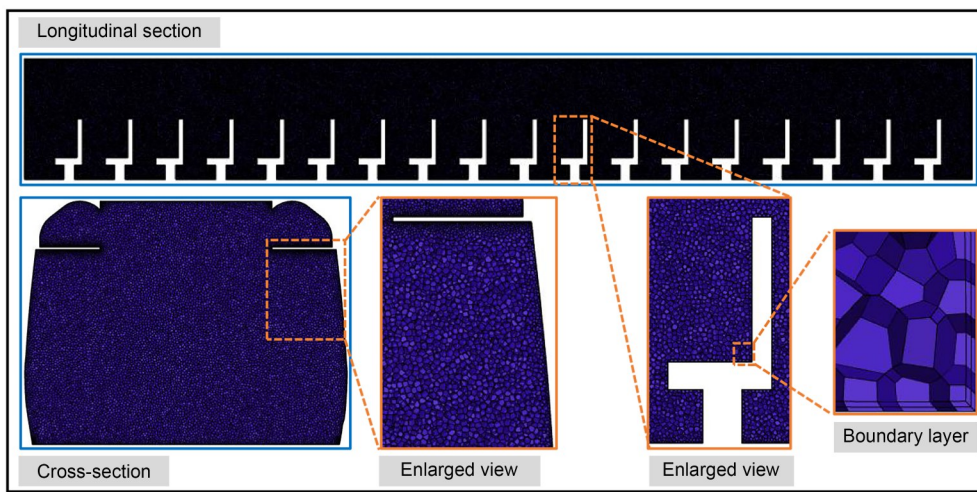 Longitudinal section
Cross-section
Enlarged view
Enlarged view
Boundary layer